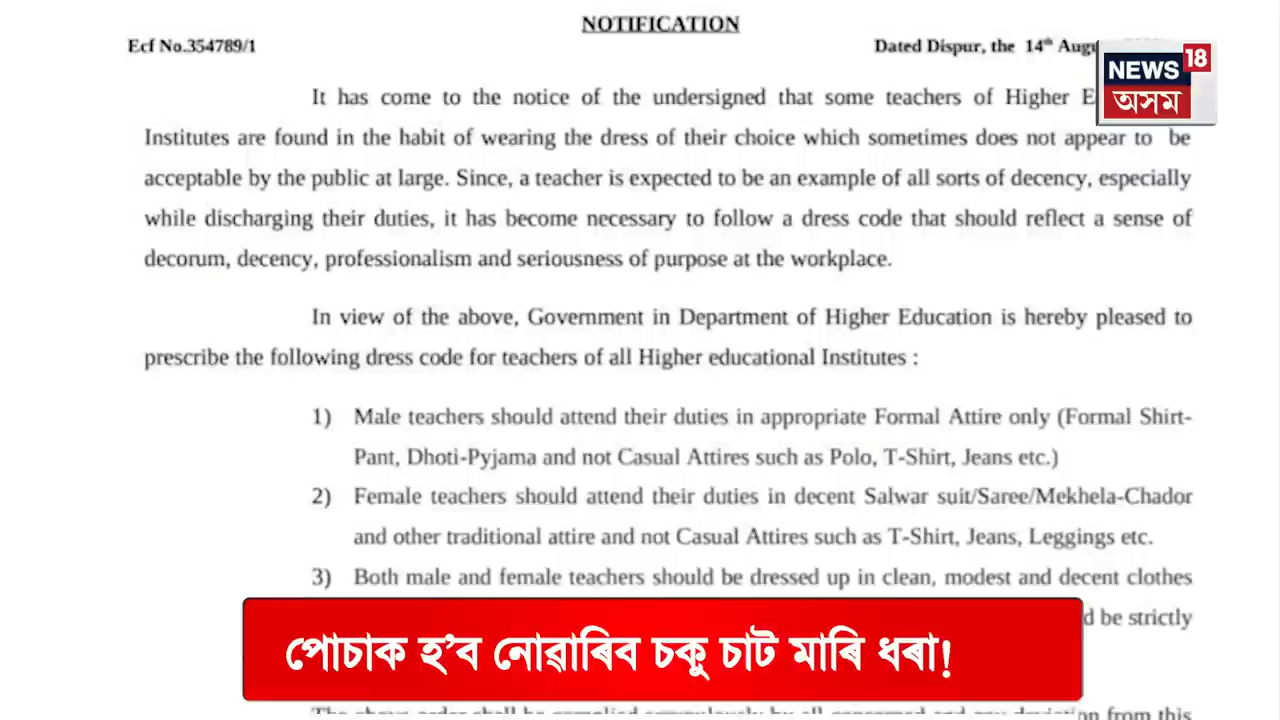 NOTIFICATION
Ecf No.354789/1
Dated Dispur, the 14th
NEWS 18
অসম
It has come to the notice of the undersigned that some teachers of Higher
Institutes are found in the habit of wearing the dress of their choice which sometimes does not appear to be
acceptable by the public at large. Since, a teacher is expected to be an example of all sorts of decency, especially
while discharging their duties, it has become necessary to follow a dress code that should reflect a sense of
decorum, decency, professionalism and seriousness of purpose at the workplace.
In view of the above, Government in Department of Higher Education is hereby pleased to
prescribe the following dress code for teachers of all Higher educational Institutes :
1) Male teachers should attend their duties in appropriate Formal Attire only (Formal Shirt-
Pant, Dhoti-Pyjama and not Casual Attires such as Polo, T-Shirt, Jeans etc.)
2) Female teachers should attend their duties in decent Salwar suit/Saree/Mekhela-Chador
and other traditional attire and not Casual Attires such as T-Shirt, Jeans, Leggings etc.
3) Both male and female teachers should be dressed up in clean, modest and decent clothes
be strictly
পোচাক হ'ব নোৱাৰিব চকু চাট মাৰি ধৰা!
from this